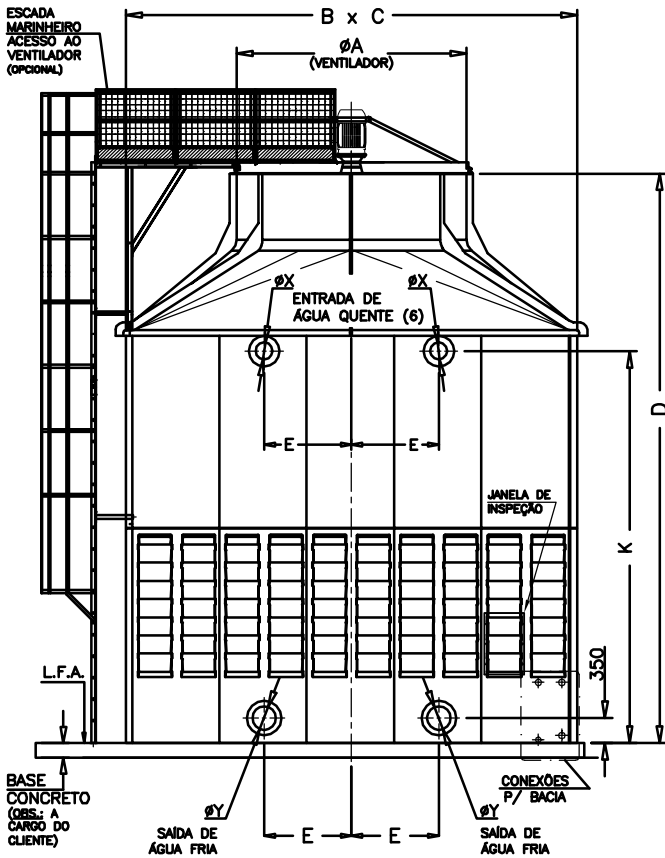 ESCADA
MARINHEIRO
ACESSO AO
VENTILADOR
(OPCIONAL)
B x C
øA
(VENTILADOR)
øX
øX
ENTRADA DE
ÁGUA QUENTE (6)
D
E
E
K
JANELA DE
INSPEÇÃO
L.F.A.
350
BASE
CONCRETO
(OBS.: A
CARGO DO
CLIENTE)
CONEXÕES
P/ BACIA
øY
SAÍDA DE
ÁGUA FRIA
E
E
øY
SAÍDA DE
ÁGUA FRIA